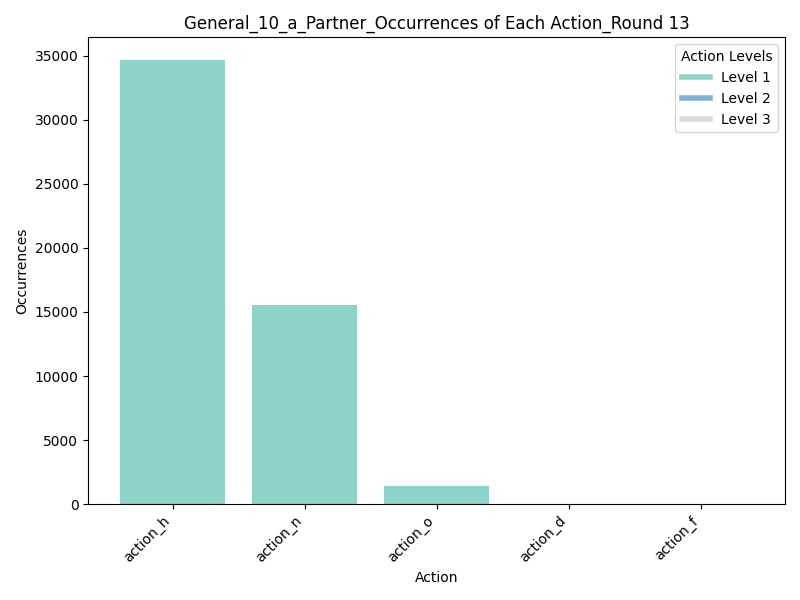 General_10_a_Partner_Occurrences of Each Action_Round 13
Action Levels
Level 1
Level 2
Level 3
35000
30000
25000
20000
15000
10000
5000
0
Occurrences
action_h
action_n
action_o
action_d
action_f
Action